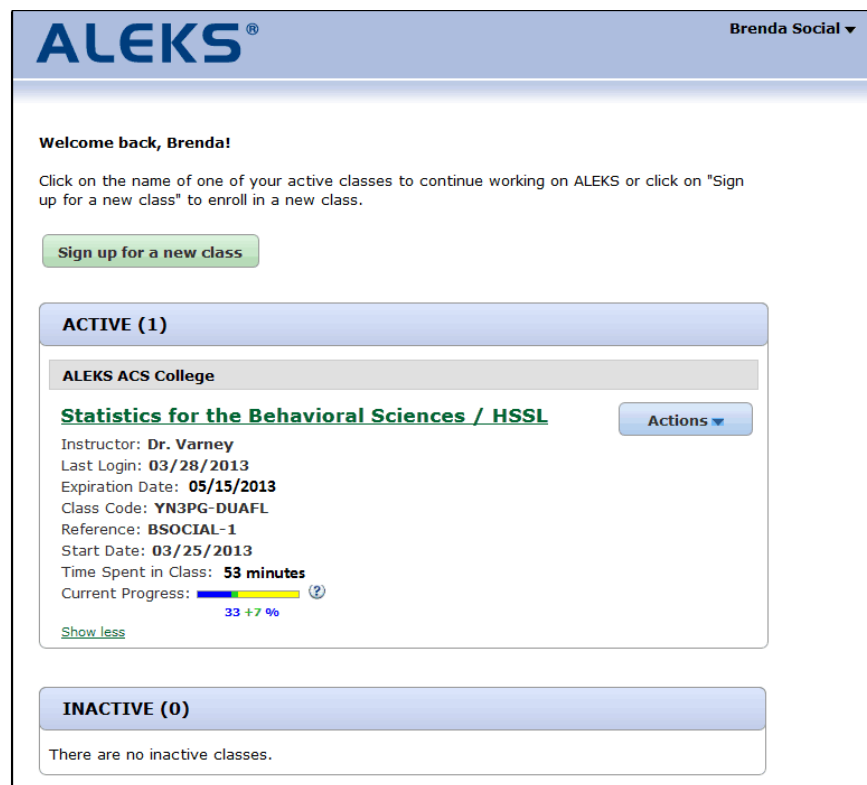 ALEKS®
Brenda Social
Welcome back, Brenda!
Click on the name of one of your active classes to continue working on ALEKS or click on "Sign
up for a new class" to enroll in a new class.
Sign up for a new class
ACTIVE (1)
ALEKS ACS College
Statistics for the Behavioral Sciences / HSSL
Actions
Instructor: Dr. Varney
Last Login: 03/28/2013
Expiration Date: 05/15/2013
Class Code: YN3PG-DUAFL
Reference: BSOCIAL-1
Start Date: 03/25/2013
Time Spent in Class: 53 minutes
Current Progress: ?
33 +7 %
Show less
INACTIVE (0)
There are no inactive classes.